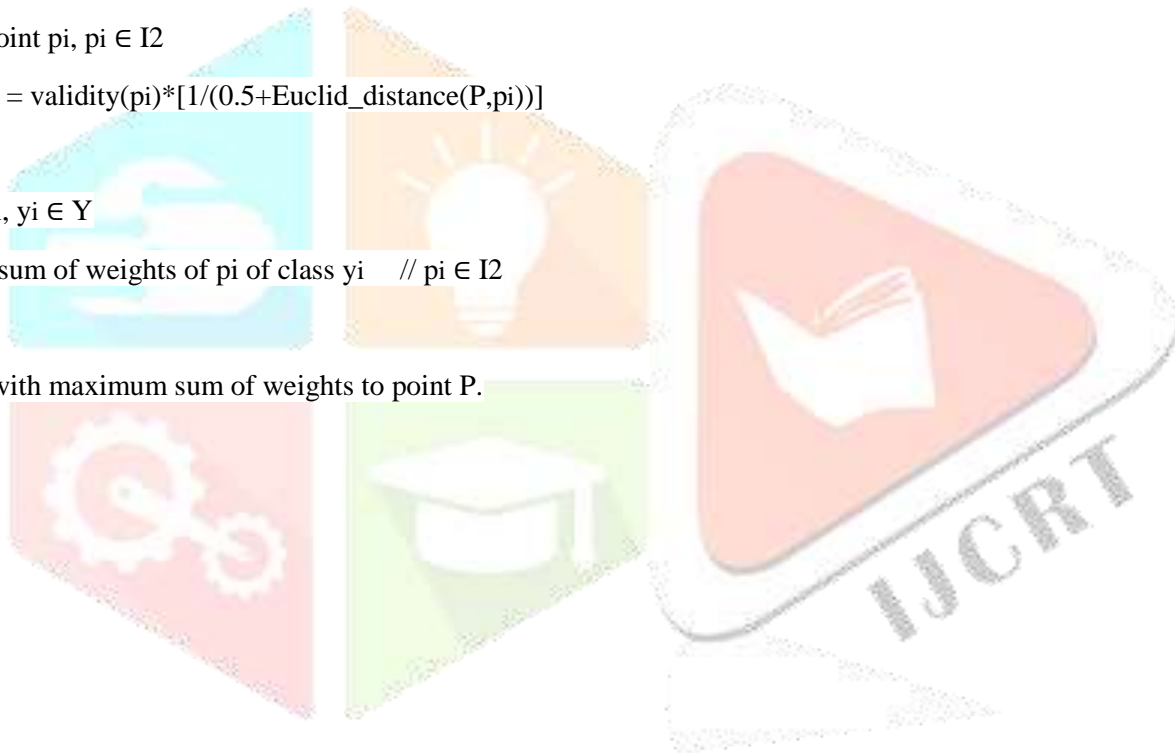 oint pi, pi ∈ I2
= validity(pi)*[1/(0.5+Euclid_distance(P,pi))]
, yi ∈ Y
sum of weights of pi of class yi // pi ∈ I2
with maximum sum of weights to point P.
IJCRT